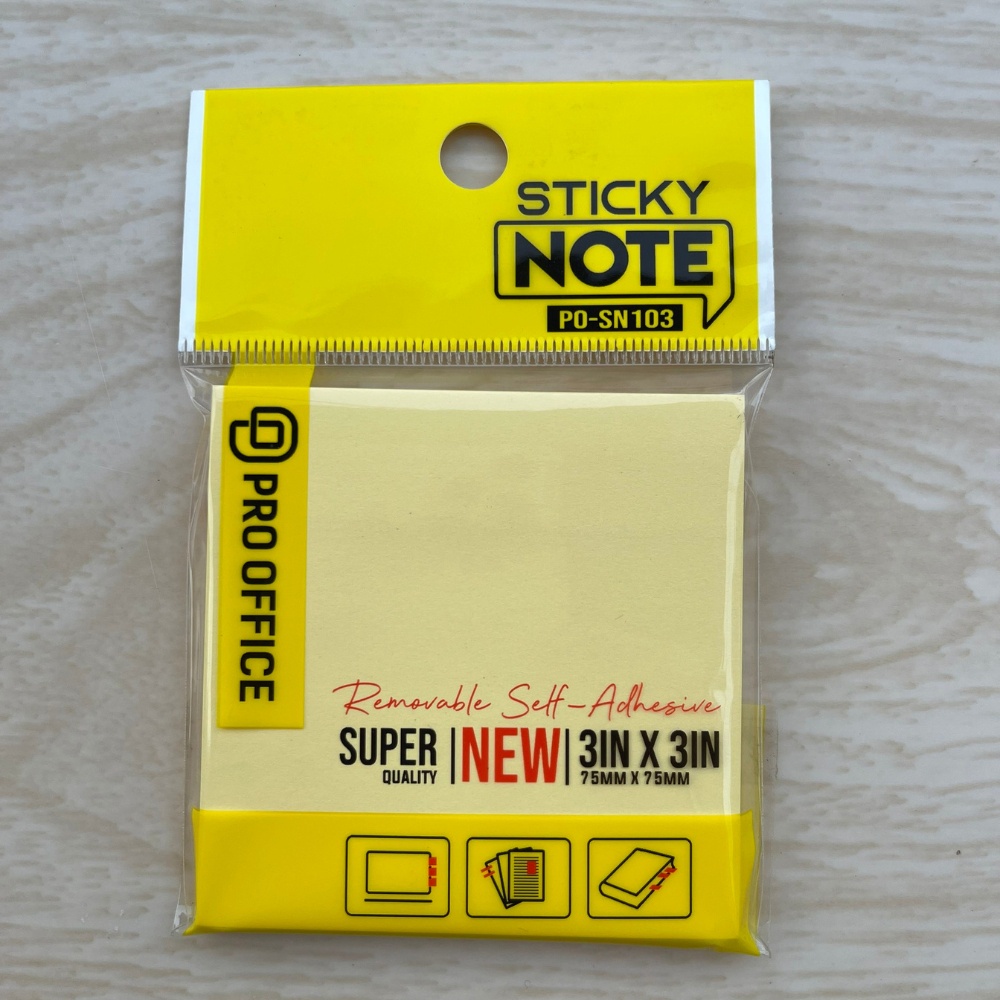 STICKY
NOTE
PO-SN103
PRO OFFICE
Removable Self-Adhesive
SUPER QUALITY | NEW | 3IN X 3IN
75MM X 75MM